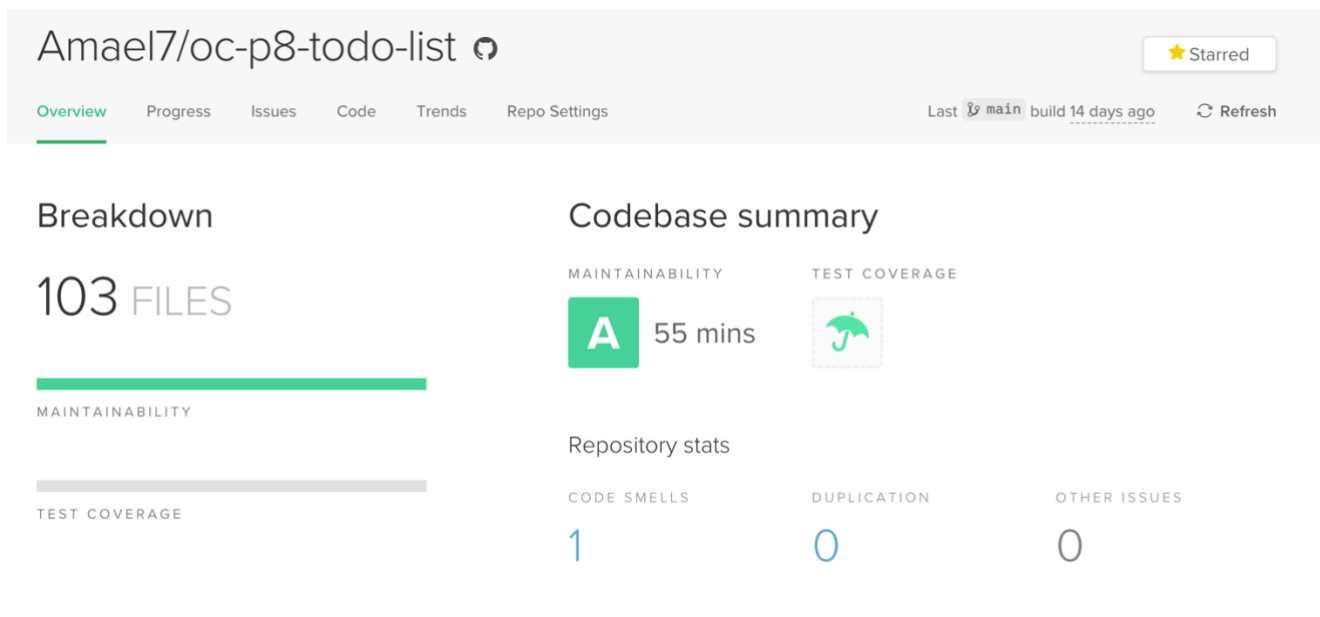 Amael7/oc-p8-todo-list
Starred
Overview Progress Issues Code Trends Repo Settings
Last main build 14 days ago Refresh
Breakdown
103 FILES
MAINTAINABILITY
TEST COVERAGE
Codebase summary
MAINTAINABILITY TEST COVERAGE
A 55 mins
Repository stats
CODE SMELLS DUPLICATION OTHER ISSUES
1 0 0